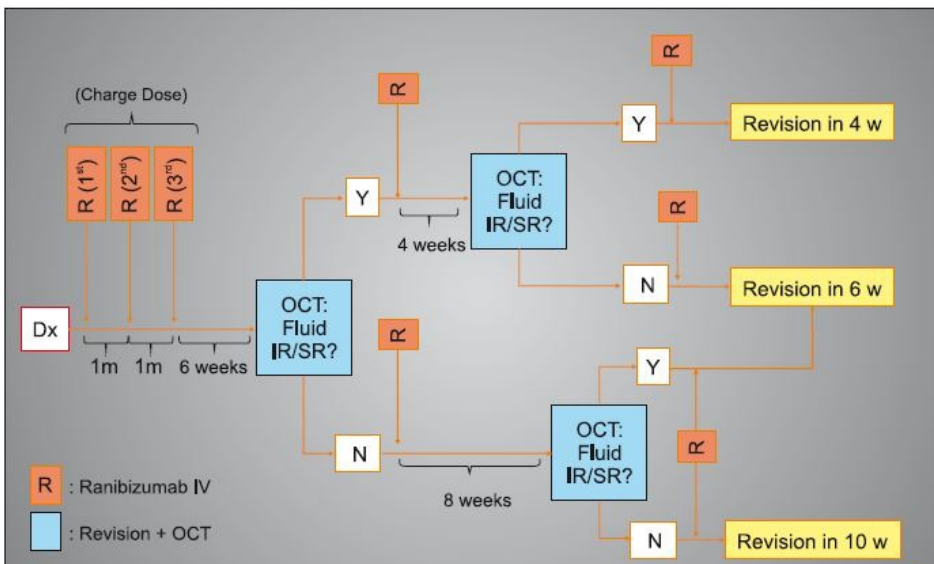 (Charge Dose)
R (1st)
R (2nd)
R (3rd)
Dx
1m
1m
6 weeks
OCT:
Fluid
IR/SR?
Y
R
4 weeks
OCT:
Fluid
IR/SR?
Y
R
Revision in 4 w
N
R
Revision in 6 w
N
R
8 weeks
OCT:
Fluid
IR/SR?
Y
R
N
Revision in 10 w
R : Ranibizumab IV
: Revision + OCT